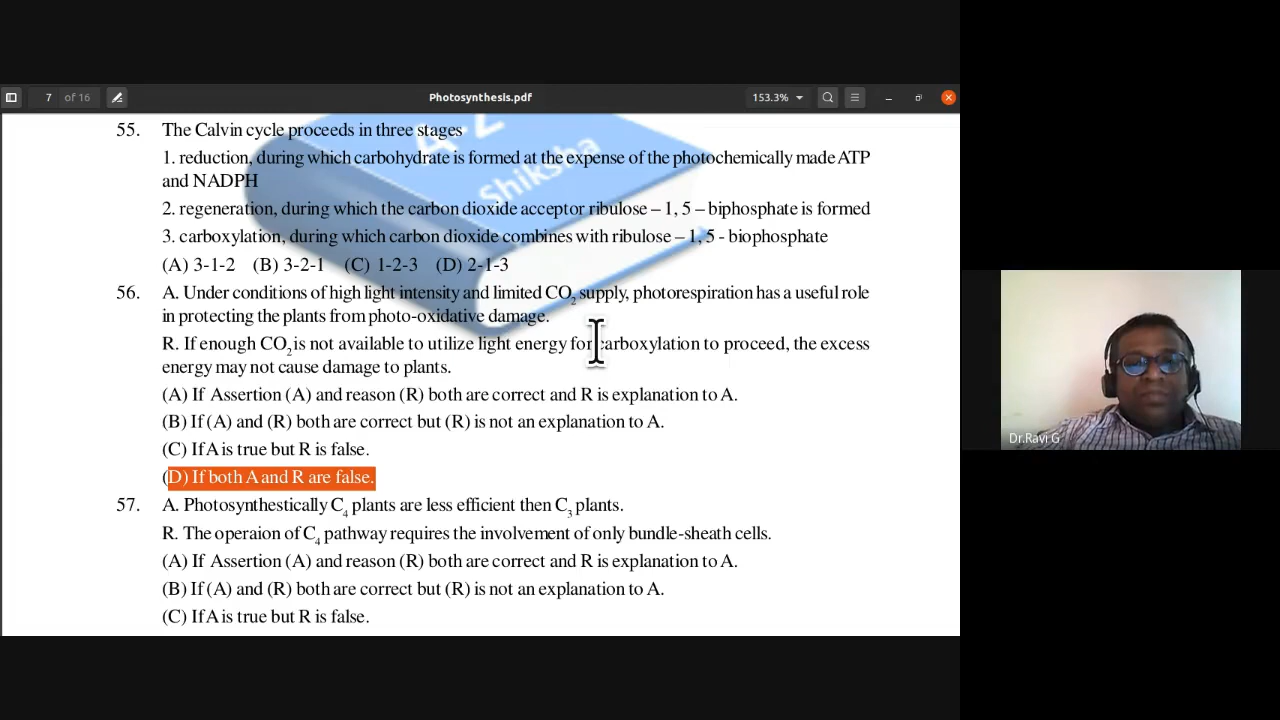 7 of 16
Photosynthesis.pdf
153.3%
A-Z
Shiksha
55. The Calvin cycle proceeds in three stages
1. reduction, during which carbohydrate is formed at the expense of the photochemically made ATP
and NADPH
2. regeneration, during which the carbon dioxide acceptor ribulose – 1, 5 – biphosphate is formed
3. carboxylation, during which carbon dioxide combines with ribulose – 1, 5 - biophosphate
(A) 3-1-2 (B) 3-2-1 (C) 1-2-3 (D) 2-1-3
56. A. Under conditions of high light intensity and limited CO2 supply, photorespiration has a useful role
in protecting the plants from photo-oxidative damage.
R. If enough CO2 is not available to utilize light energy for carboxylation to proceed, the excess
energy may not cause damage to plants.
(A) If Assertion (A) and reason (R) both are correct and R is explanation to A.
(B) If (A) and (R) both are correct but (R) is not an explanation to A.
(C) If A is true but R is false.
(D) If both A and R are false.
57. A. Photosynthestically C4 plants are less efficient then C3 plants.
R. The operaion of C4 pathway requires the involvement of only bundle-sheath cells.
(A) If Assertion (A) and reason (R) both are correct and R is explanation to A.
(B) If (A) and (R) both are correct but (R) is not an explanation to A.
(C) If A is true but R is false.
Dr.Ravi G